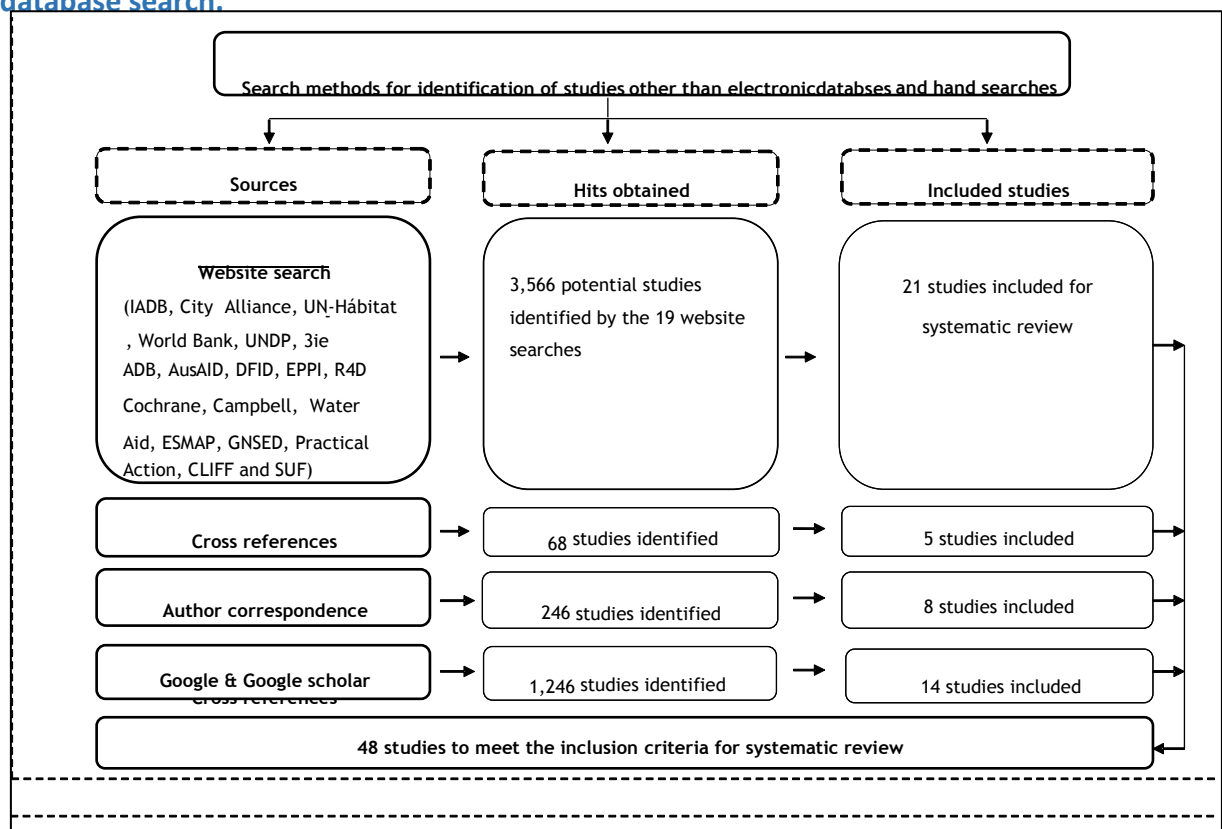 database search.
Search methods for identification of studies other than electronicdatabses and hand searches
Sources
Hits obtained
Included studies
Website search
(IADB, City Alliance, UN-Hábitat
, World Bank, UNDP, 3ie
ADB, AusAID, DFID, EPPI, R4D
Cochrane, Campbell, Water
Aid, ESMAP, GNSED, Practical
Action, CLIFF and SUF)
3,566 potential studies
identified by the 19 website
searches
21 studies included for
systematic review
Cross references
68 studies identified
5 studies included
Author correspondence
246 studies identified
8 studies included
Google & Google scholar
Cross references
1,246 studies identified
14 studies included
48 studies to meet the inclusion criteria for systematic review